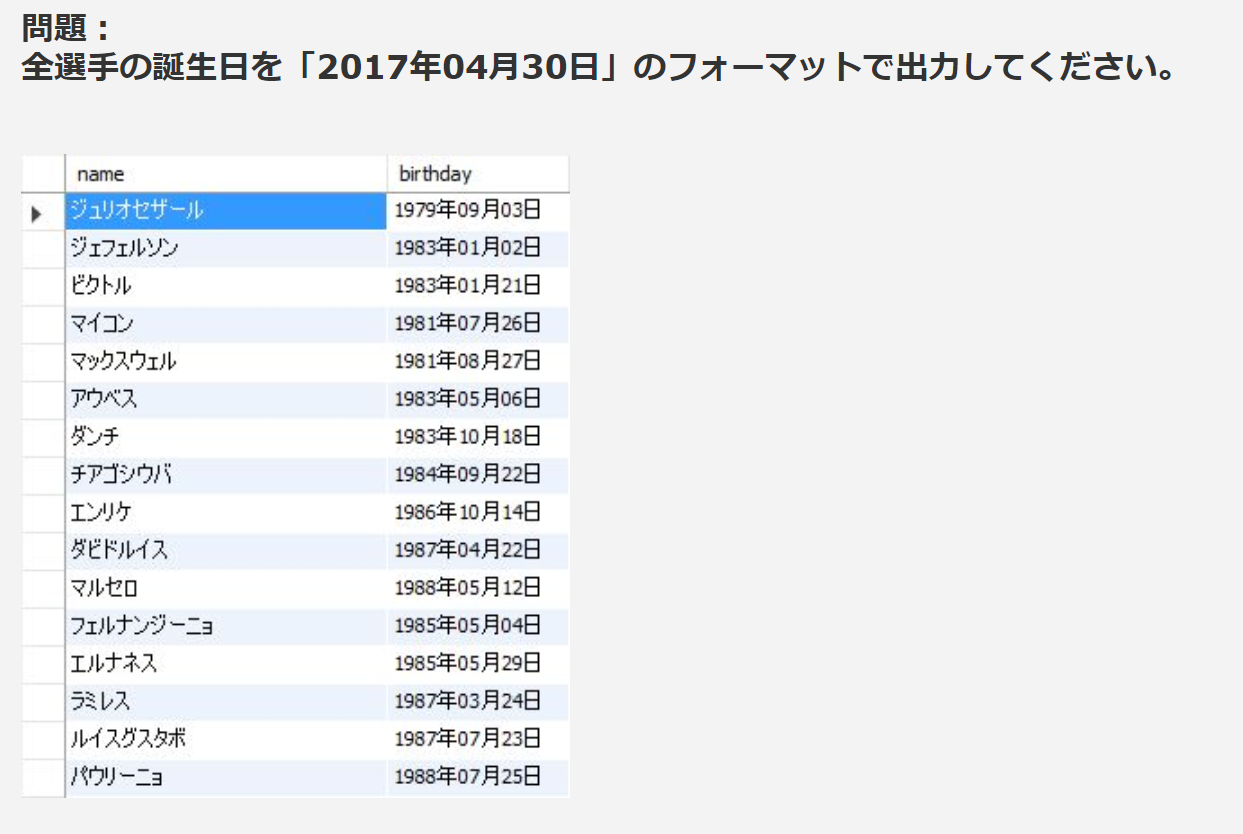 問題：
全選手の誕生日を「2017年04月30日」のフォーマットで出力してください。
name birthday
ジュリオセザール 1979年09月03日
ジェフェルソン 1983年01月02日
ビクトル 1983年01月21日
マイコン 1981年07月26日
マックスウェル 1981年08月27日
アウベス 1983年05月06日
ダンチ 1983年10月18日
チアゴシウバ 1984年09月22日
エンリケ 1986年10月14日
ダビドルイス 1987年04月22日
マルセロ 1988年05月12日
フェルナンジーニョ 1985年05月04日
エルナネス 1985年05月29日
ラミレス 1987年03月24日
ルイスグスタボ 1987年07月23日
パウリーニョ 1988年07月25日